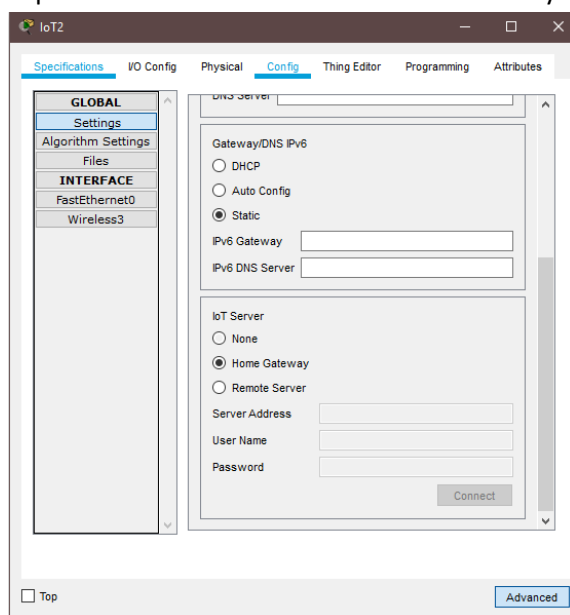 IoT2
Specifications I/O Config Physical Config Thing Editor Programming Attributes
GLOBAL
Settings
Algorithm Settings
Files
INTERFACE
FastEthernet0
Wireless3
DNS Server
Gateway/DNS IPv6
DHCP
Auto Config
Static
IPv6 Gateway
IPv6 DNS Server
IoT Server
None
Home Gateway
Remote Server
Server Address
User Name
Password
Connect
Top
Advanced